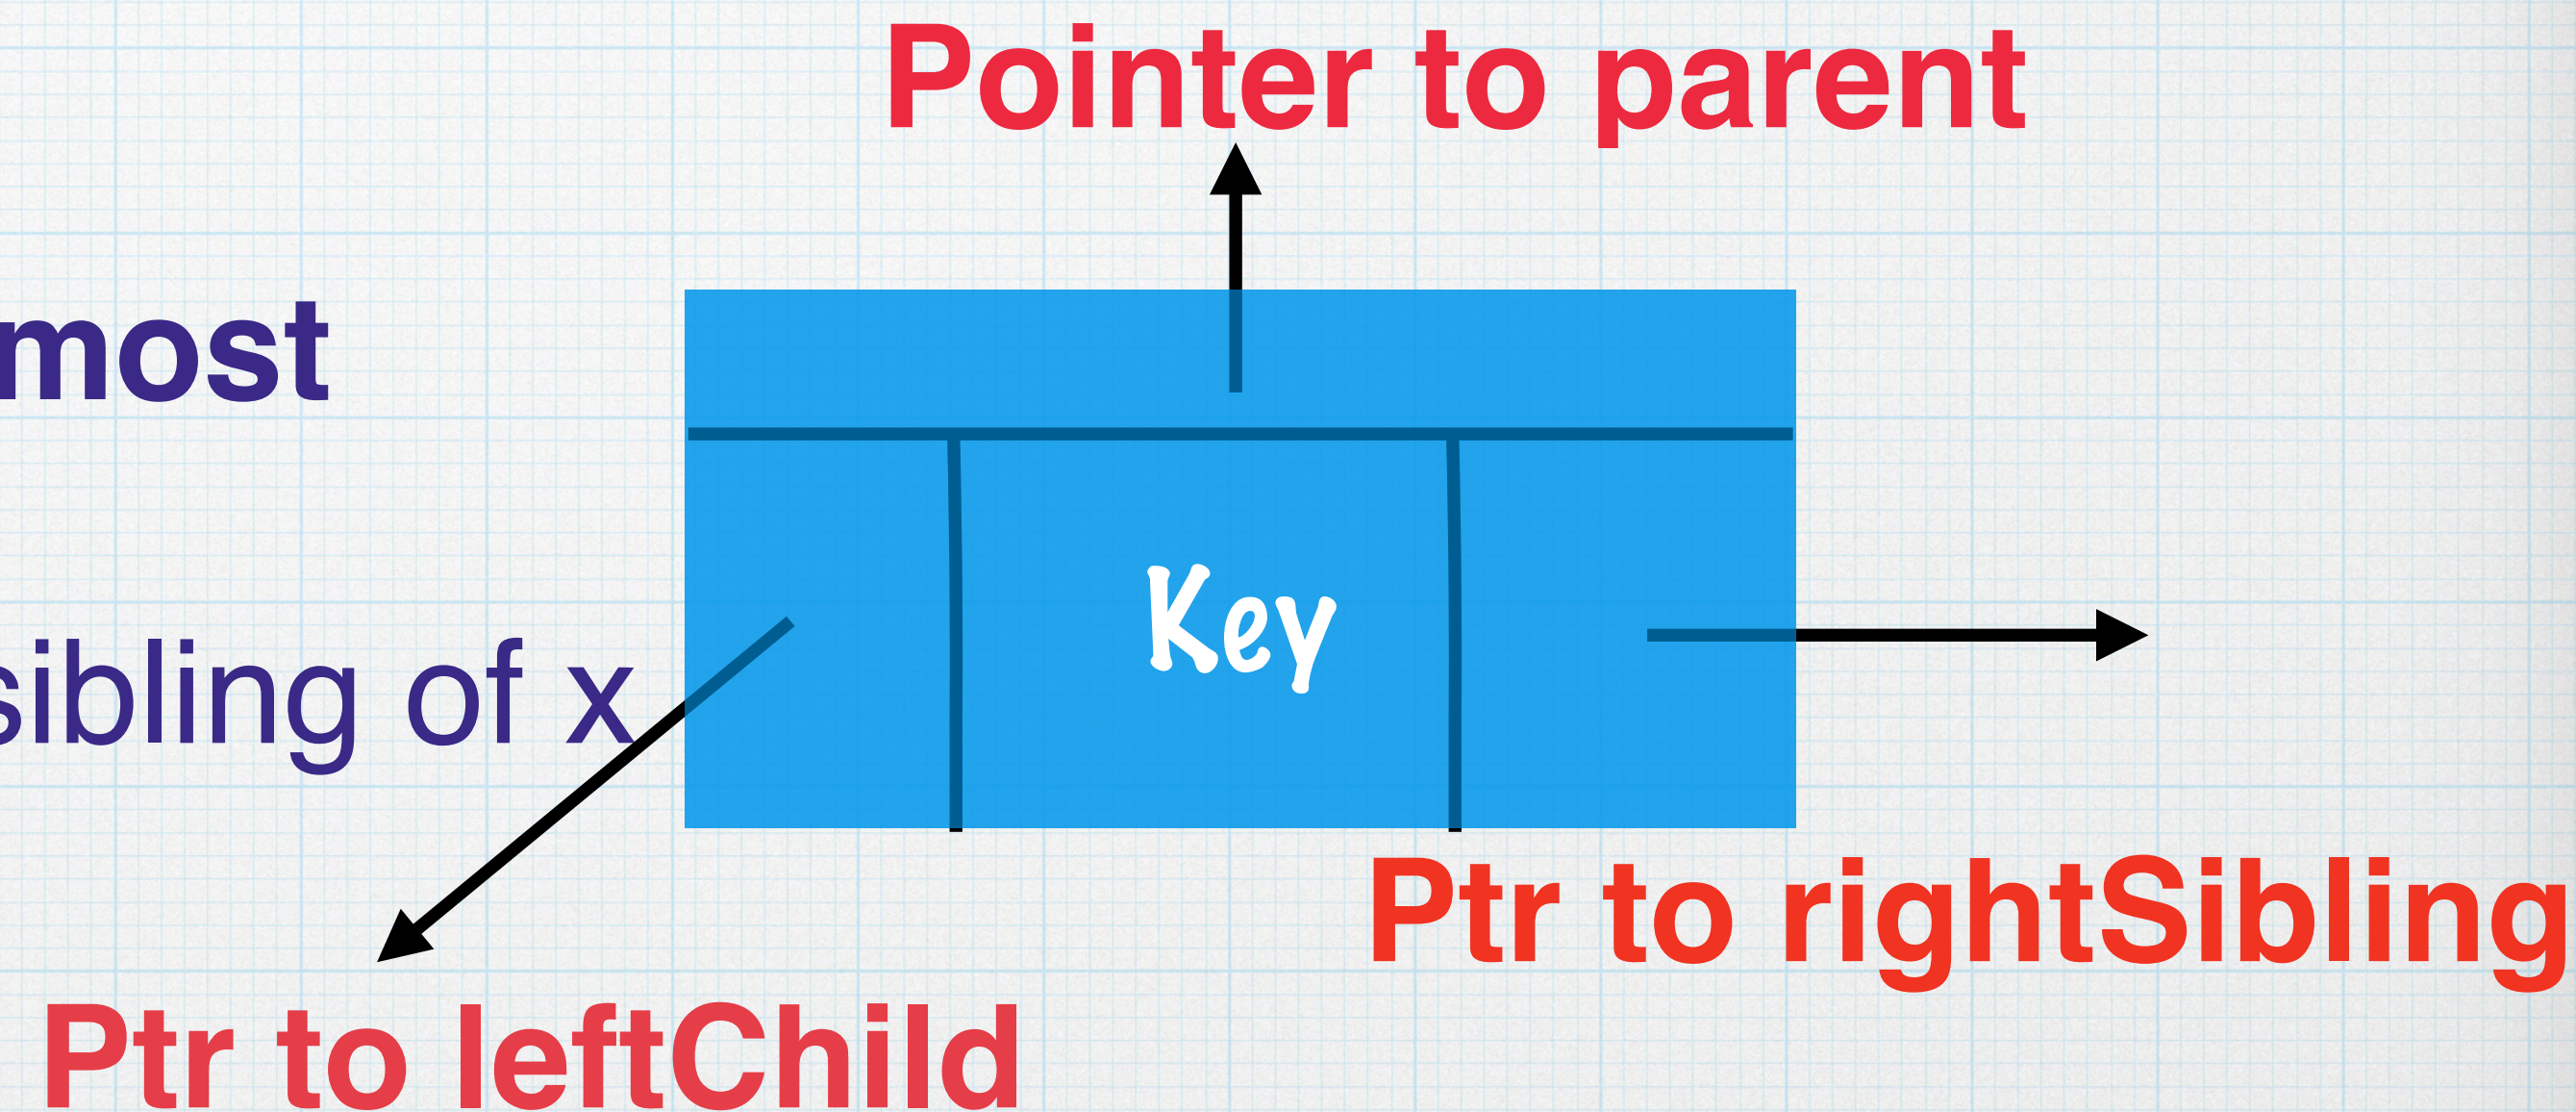 Pointer to parent
most
Key
sibling of x
Ptr to rightSibling
Ptr to leftChild